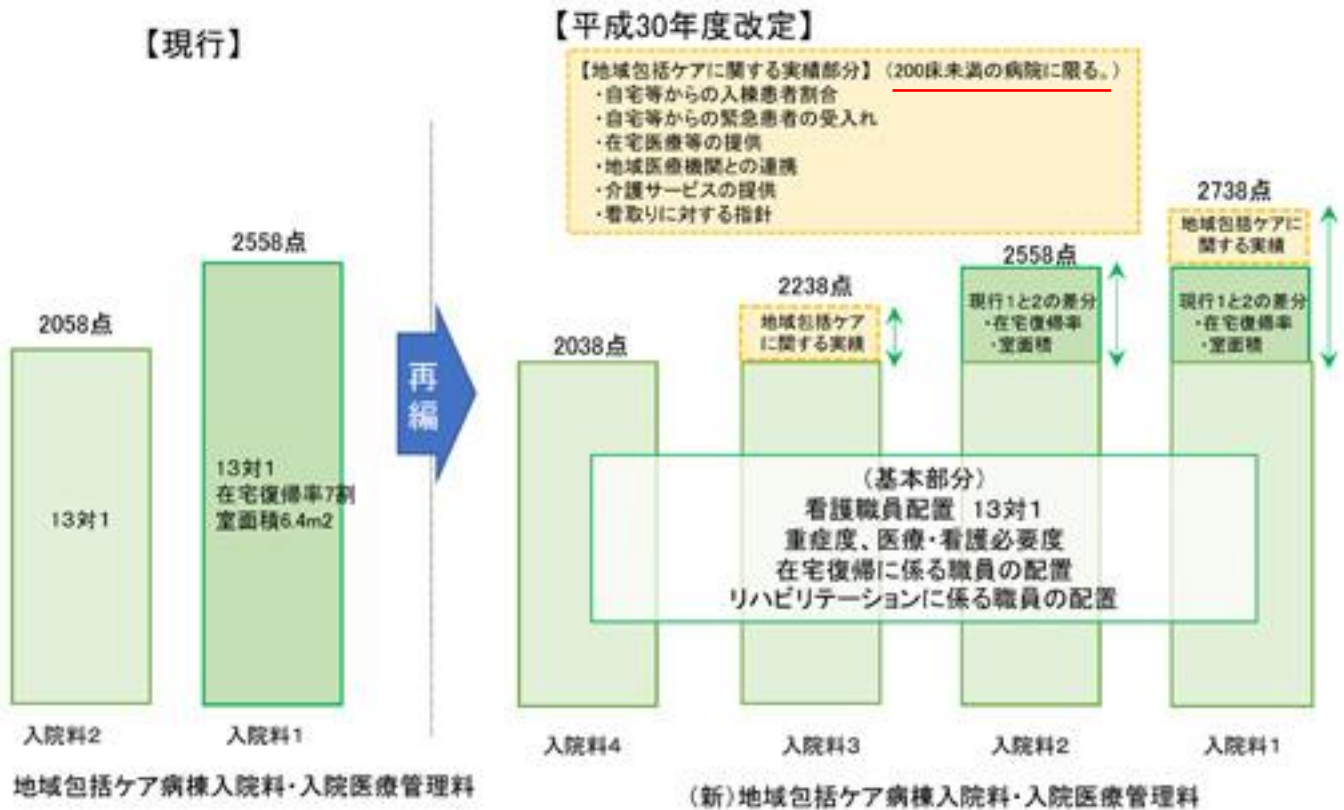 【現行】
2058点
13対1
入院料2
2558点
13対1
在宅復帰率7割
室面積6.4m2
入院料1
地域包括ケア病棟入院料・入院医療管理料
再編
【平成30年度改定】
【地域包括ケアに関する実績部分】（200床未満の病院に限る。）
・自宅等からの入棟患者割合
・自宅等からの緊急患者の受入れ
・在宅医療等の提供
・地域医療機関との連携
・介護サービスの提供
・看取りに対する指針
2038点
入院料4
2238点
地域包括ケア
に関する実績
入院料3
2558点
現行1と2の差分
・在宅復帰率
・室面積
入院料2
2738点
地域包括ケアに
関する実績
現行1と2の差分
・在宅復帰率
・室面積
入院料1
（基本部分）
看護職員配置 13対1
重症度、医療・看護必要度
在宅復帰に係る職員の配置
リハビリテーションに係る職員の配置
（新）地域包括ケア病棟入院料・入院医療管理料